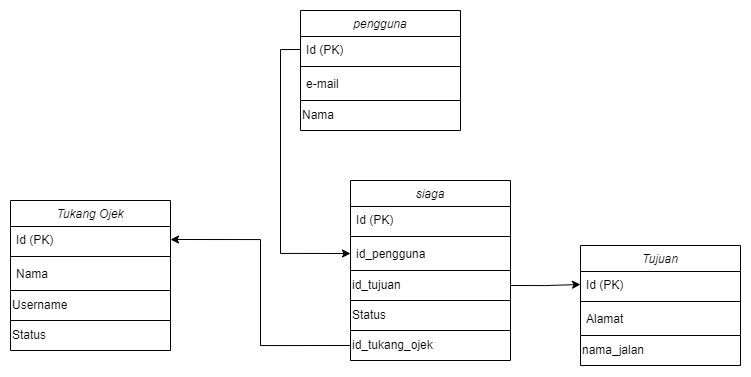 pengguna
Id (PK)
e-mail
Nama
siaga
Id (PK)
id_pengguna
id_tujuan
Status
id_tukang_ojek
Tukang Ojek
Id (PK)
Nama
Username
Status
Tujuan
Id (PK)
Alamat
nama_jalan